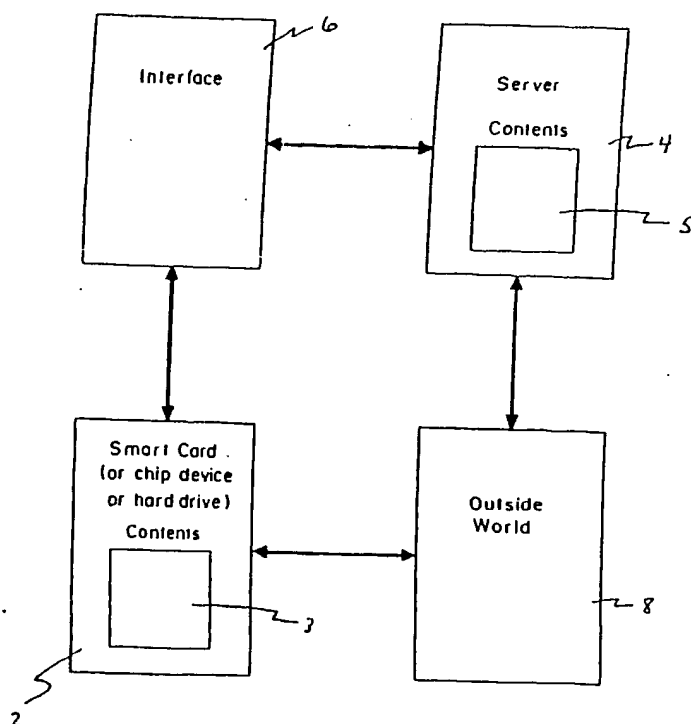 6
Interface
Server
Contents
4
5
Smart Card
(or chip device
or hard drive)
Contents
3
2
Outside
World
8